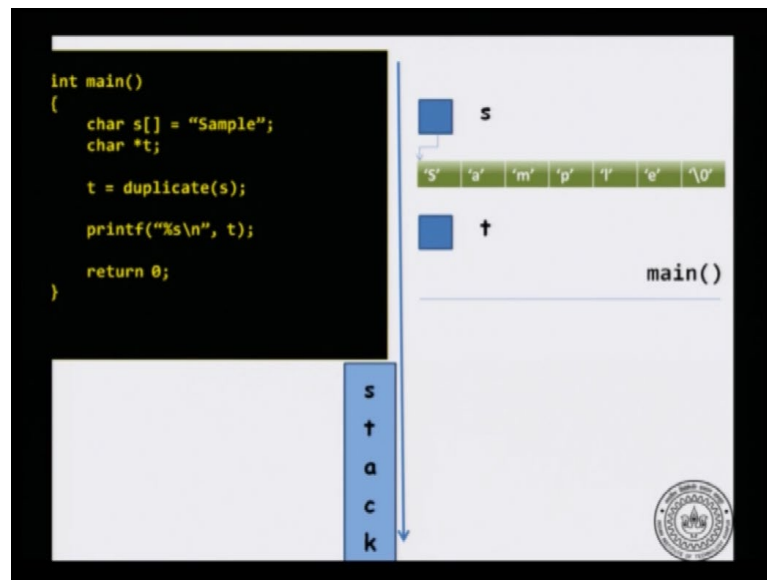 int main()
{
char s[] = “Sample”;
char *t;
t = duplicate(s);
printf(“%s\n”, t);
return 0;
}
s
'S' 'a' 'm' 'p' 'l' 'e' '\0'
t
main()
s
t
a
c
k